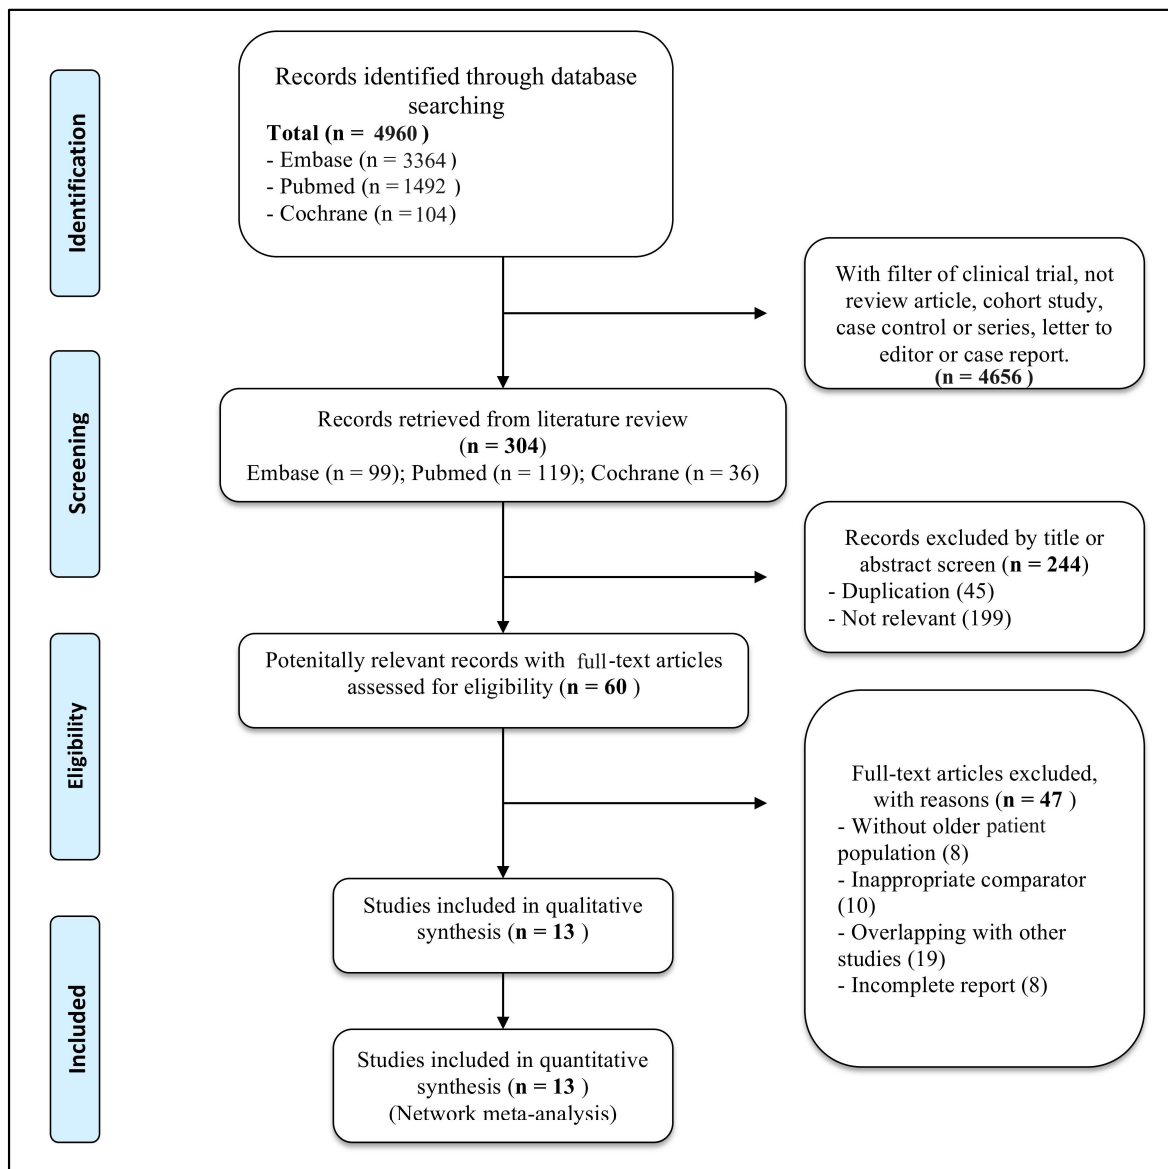 Identification
Records identified through database
searching
Total (n = 4960)
- Embase (n = 3364)
- Pubmed (n = 1492 )
- Cochrane (n = 104)
With filter of clinical trial, not
review article, cohort study,
case control or series, letter to
editor or case report.
(n = 4656 )
Screening
Records retrieved from literature review
(n = 304)
Embase (n = 99); Pubmed (n = 119); Cochrane (n = 36)
Records excluded by title or
abstract screen (n = 244)
- Duplication (45)
- Not relevant (199)
Eligibility
Potenitally relevant records with full-text articles
assessed for eligibility (n = 60 )
Full-text articles excluded,
with reasons (n = 47 )
- Without older patient
population (8)
- Inappropriate comparator
(10)
- Overlapping with other
studies (19)
- Incomplete report (8)
Included
Studies included in qualitative
synthesis (n = 13 )
Studies included in quantitative
synthesis (n = 13 )
(Network meta-analysis)